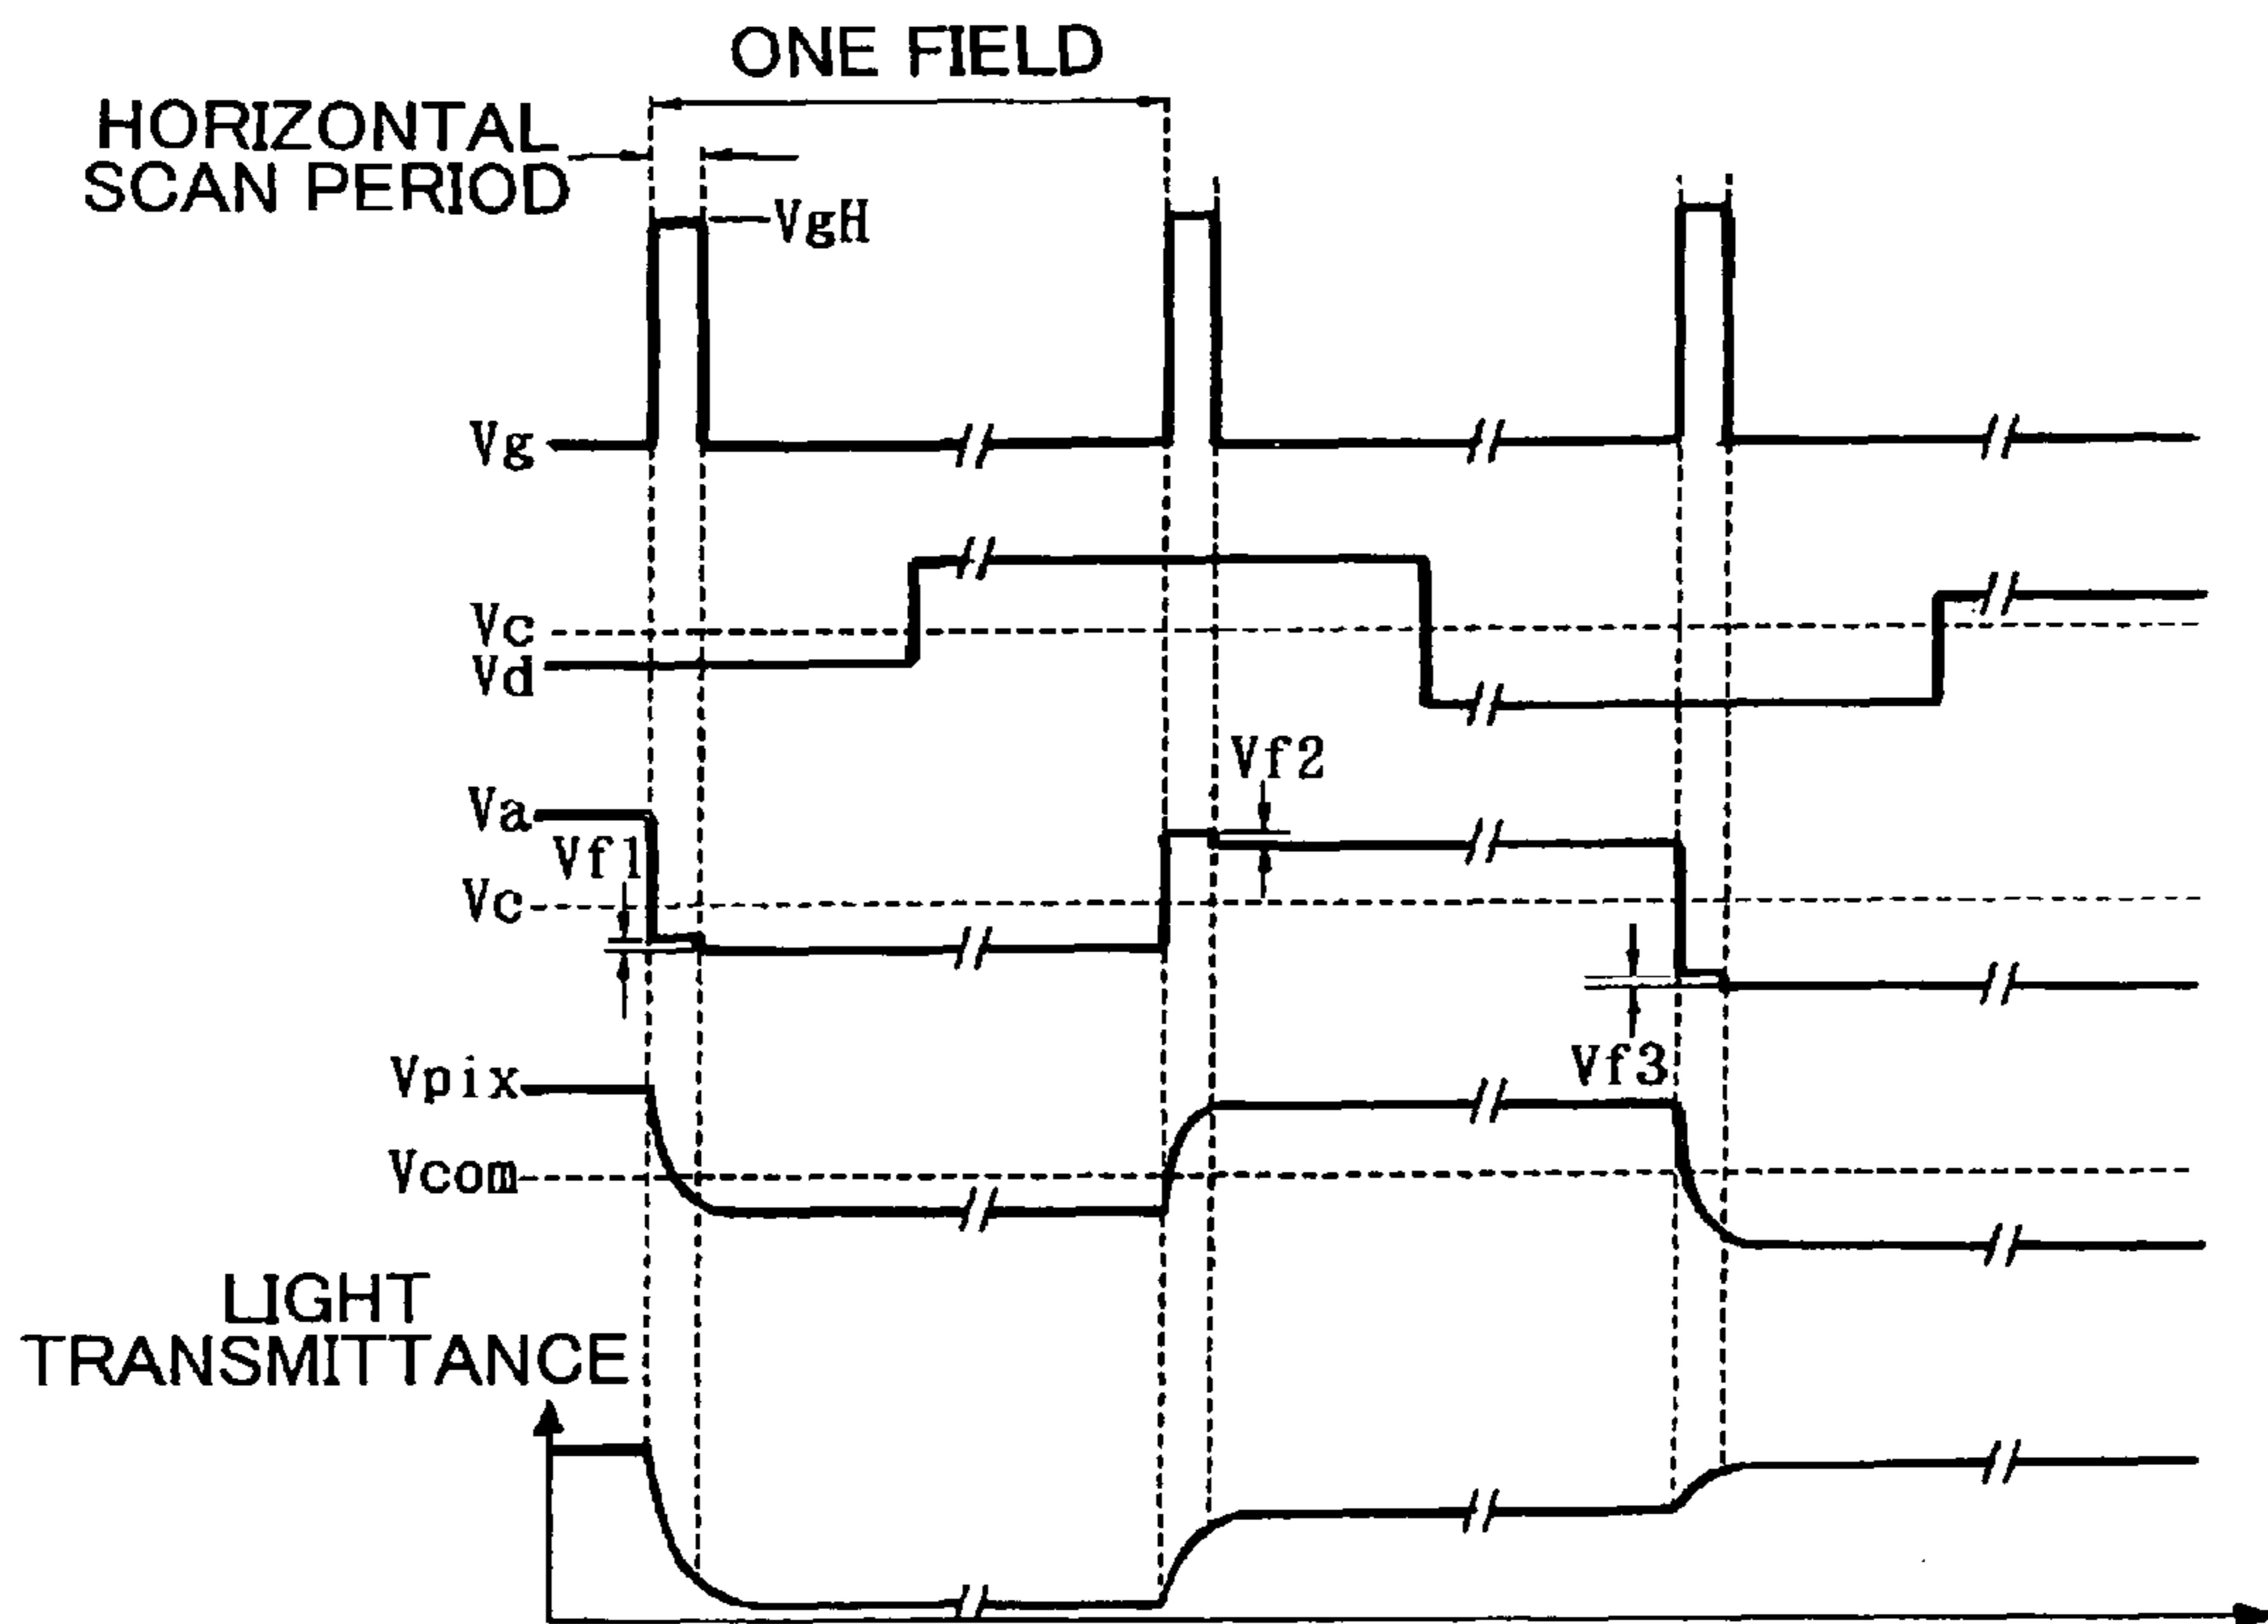 ONE FIELD
HORIZONTAL
SCAN PERIOD
VgH
Vg
Vc
Vd
Vf2
Va
Vf1
Vc
Vf3
Vpix
Vcom
LIGHT
TRANSMITTANCE